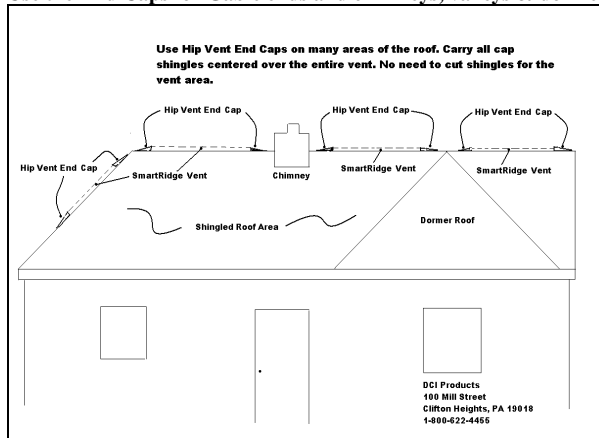 Use Hip Vent End Caps on many areas of the roof. Carry all cap
shingles centered over the entire vent. No need to cut shingles for the
vent area.
Hip Vent End Cap
Hip Vent End Cap
Hip Vent End Cap
Hip Vent End Cap
SmartRidge Vent
Chimney
SmartRidge Vent
SmartRidge Vent
Shingled Roof Area
Dormer Roof
DCI Products
100 Mill Street
Clifton Heights, PA 19018
1-800-622-4455